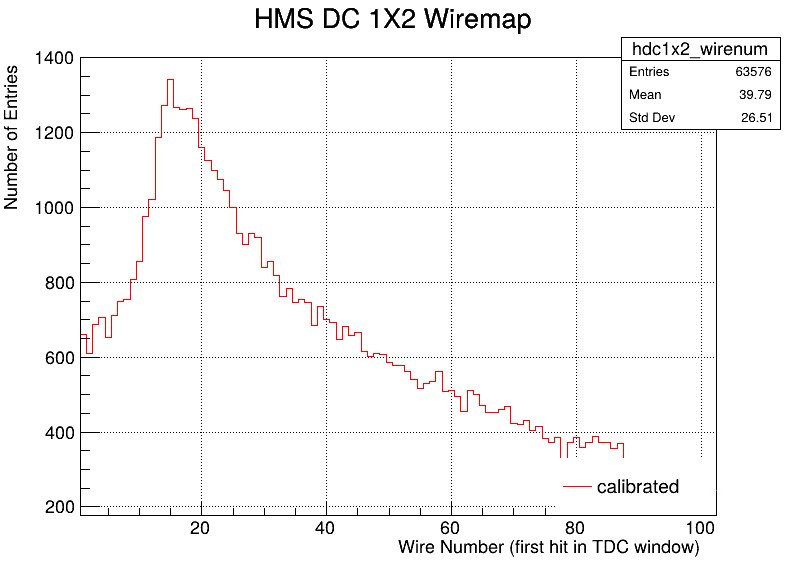 HMS DC 1X2 Wiremap
hdc1x2_wirenum
Entries 63576
Mean 39.79
Std Dev 26.51
Number of Entries
1400
1200
1000
800
600
400
200
20 40 60 80 100
calibrated
Wire Number (first hit in TDC window)